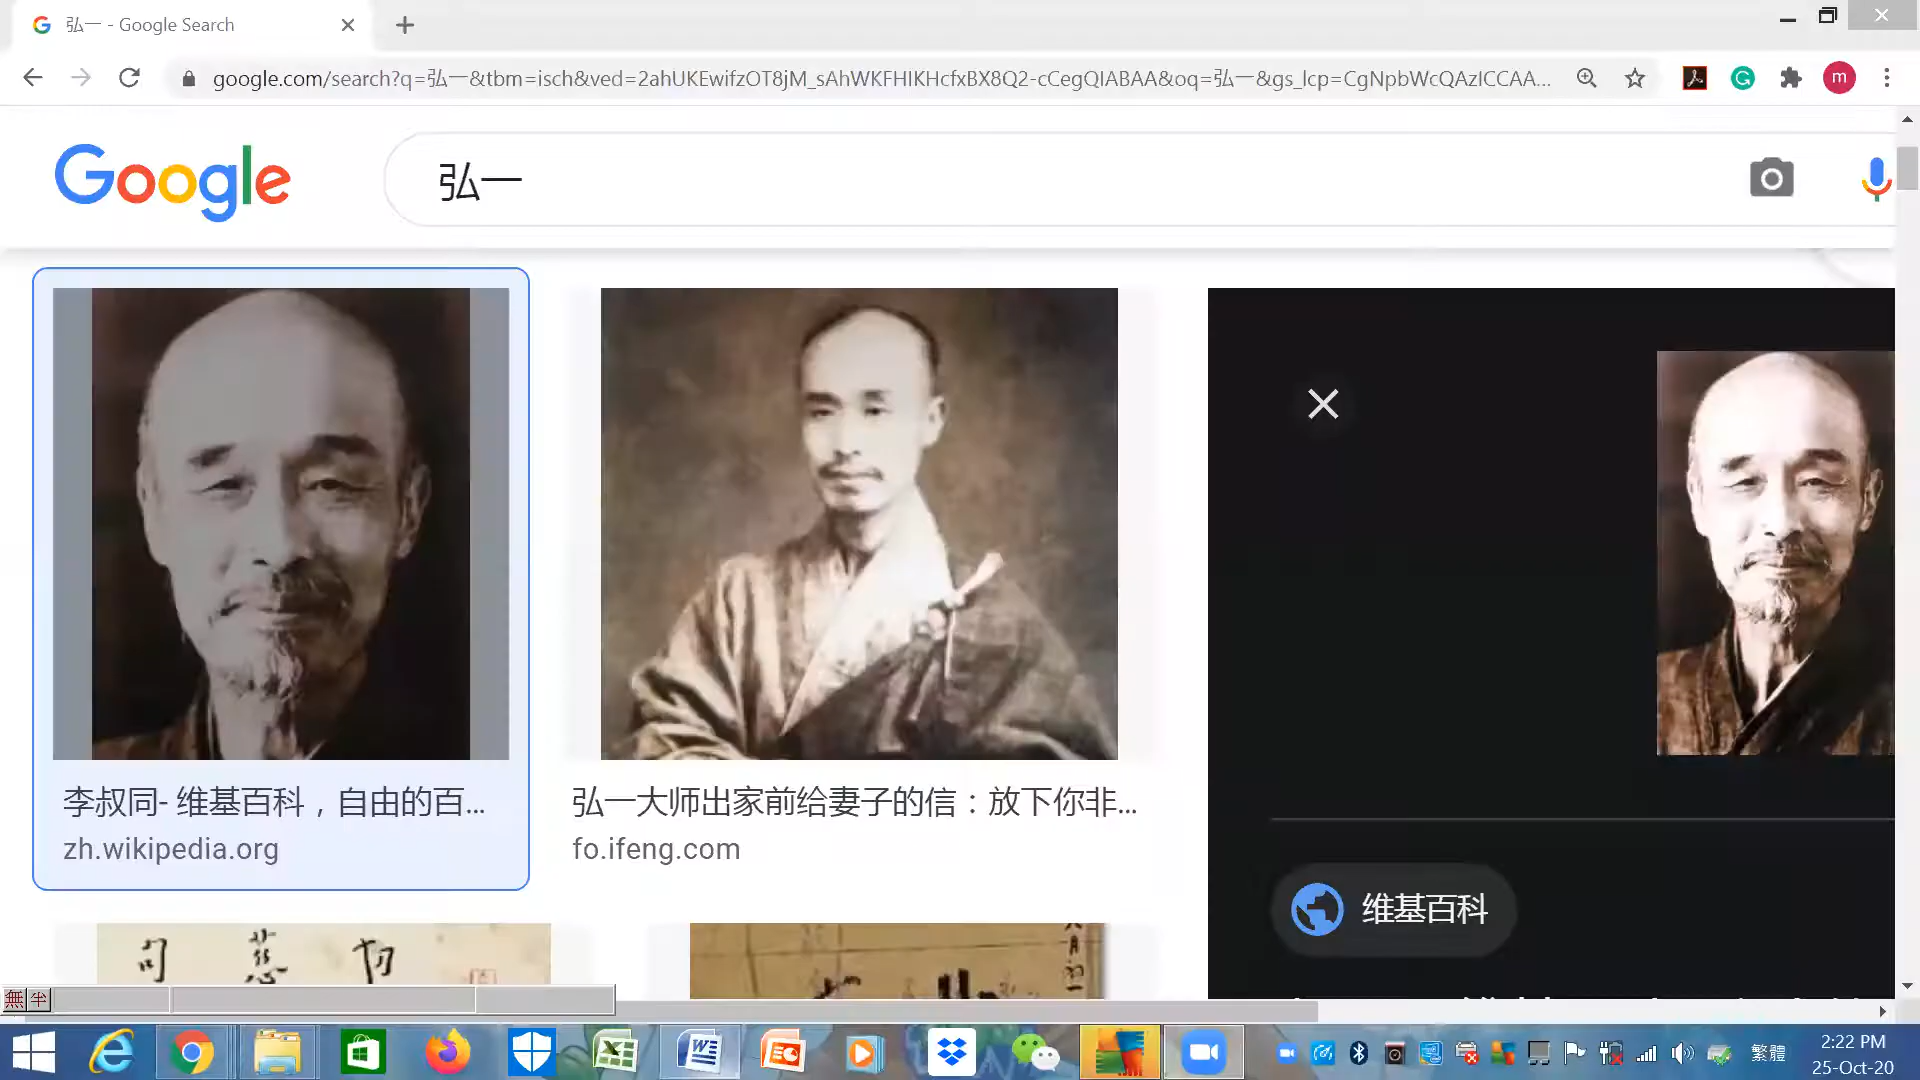 弘一 - Google Search
google.com/search?q=弘一&tbm=isch&ved=2ahUKEwifzOT8jM_sAhWKFHIKHcfxBX8Q2-cCegQIABAA&oq=弘一&gs_lcp=CgNpbWcQAzICCAA...
m
Google
弘一
李叔同- 维基百科，自由的百...
zh.wikipedia.org
弘一大师出家前给妻子的信：放下你非...
fo.ifeng.com
维基百科
無 半
繁體
2:22 PM
25-Oct-20